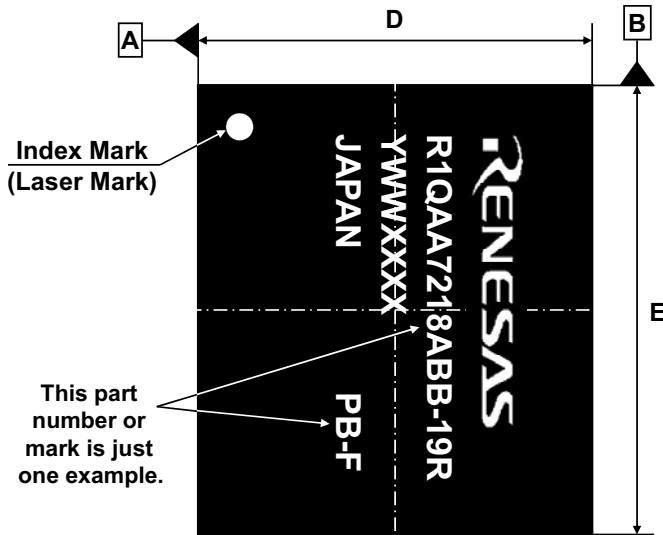 A
D
B
Index Mark
(Laser Mark)
RENESAS
R1QAA7218ABB-19R
YWWXXXX
JAPAN
PB-F
E
This part
number or
mark is just
one example.